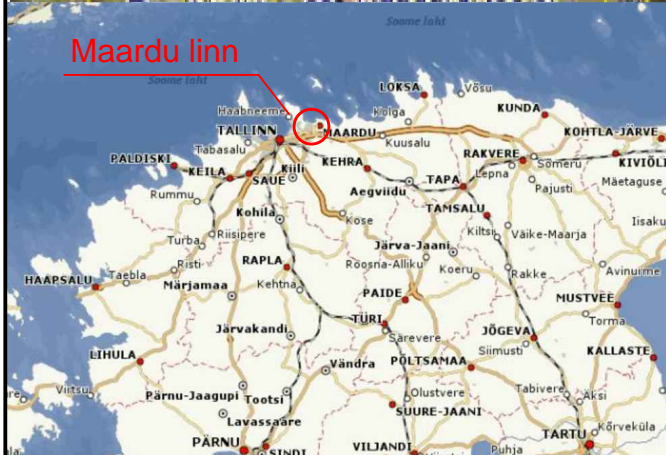 Soome laht
Maardu linn
Soome laht
LOKSA
Võsu
Haabneeme
Kolga
KUNDA
TALLINN
MAARDU
Kuusalu
KOHTLA-JÄRVE
Tabasalu
RAKVERE
Sõmeru
KIVIÕL
PALDISKI
KEILA
SAUE
Kiili
KEHRA
Lepna
Mäetaguse
Aegviidu
TAPA
Pajusti
Rummu
TAMSALU
Kohila
Kose
Iisaku
Turba
Riisipere
Kiltsi
Väike-Maarja
Järva-Jaani
Risti
RAPLA
Roosna-Alliku
Koeru
Rakke
Avinurme
HAAPSALU
Taebla
Märjamaa
Kehtna
PAIDE
MUSTVEE
TÜRI
Torma
Järvakandi
Särevere
JÕGEVA
Siimusti
KALLASTE
LIHULA
Vändra
PÕLTSAMAA
Virtsu
Pärnu-Jaagupi
Tootsi
Olustvere
Tabivere
Äksi
SUURE-JAANI
Lavassaare
Kõrveküla
PÄRNU
TARTU
SINDI
VILJANDI
Puhja